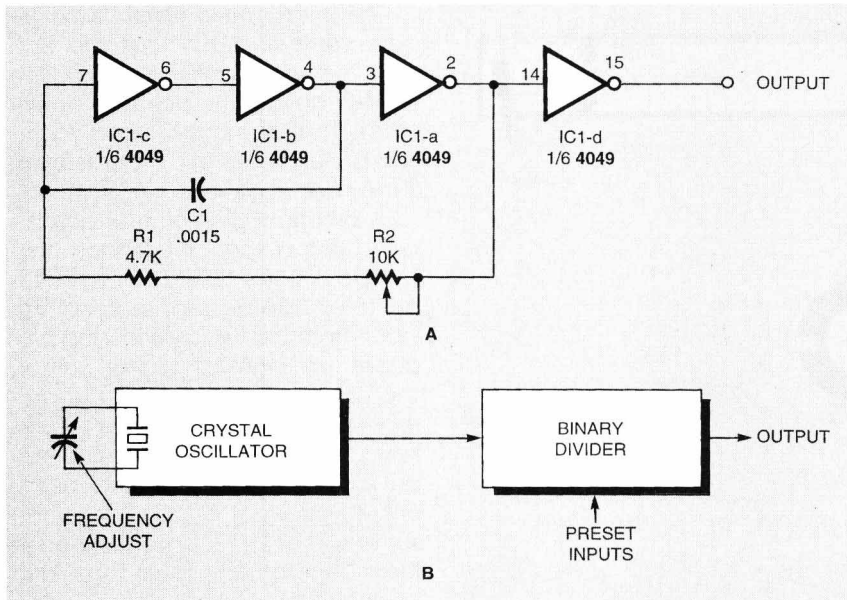 7 6 5 4 3 2 14 15 OUTPUT
IC1-c IC1-b IC1-a IC1-d
1/6 4049 1/6 4049 1/6 4049 1/6 4049
C1
.0015
R1 R2
4.7K 10K
A
CRYSTAL
OSCILLATOR
BINARY
DIVIDER
OUTPUT
FREQUENCY
ADJUST
PRESET
INPUTS
B